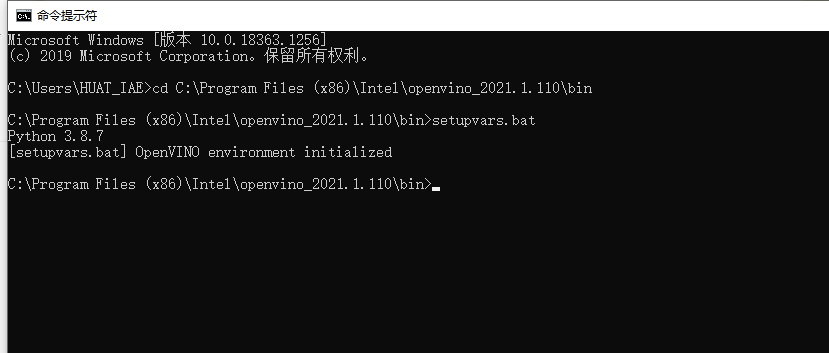 命令提示符
Microsoft Windows [版本 10.0.18363.1256]
(c) 2019 Microsoft Corporation。保留所有权利。
C:\Users\HUAT_IAE>cd C:\Program Files (x86)\Intel\openvino_2021.1.110\bin
C:\Program Files (x86)\Intel\openvino_2021.1.110\bin>setupvars.bat
Python 3.8.7
[setupvars.bat] OpenVINO environment initialized
C:\Program Files (x86)\Intel\openvino_2021.1.110\bin>